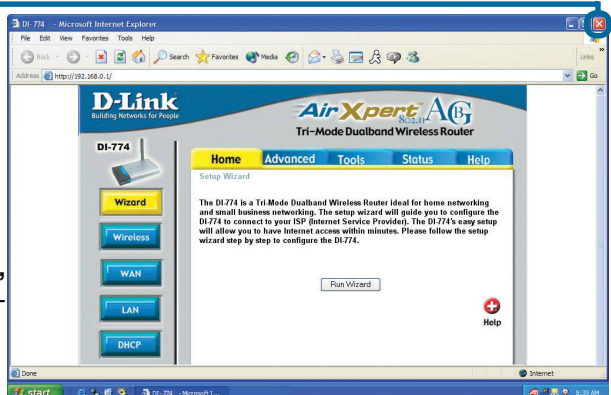 DI-774 - Microsoft Internet Explorer
File Edit View Favorites Tools Help
Back Search Favorites Media Links
Address http://192.168.0.1/ Go
D-Link
Building Networks for People
Air Xpert 802.11 ABG
Tri-Mode Dualband Wireless Router
DI-774
Home Advanced Tools Status Help
Setup Wizard
Wizard
The DI-774 is a Tri-Mode Dualband Wireless Router ideal for home networking
and small business networking. The setup wizard will guide you to configure the
DI-774 to connect to your ISP (Internet Service Provider). The DI-774's easy setup
will allow you to have Internet access within minutes. Please follow the setup
wizard step by step to configure the DI-774.
Wireless
WAN
Run Wizard
LAN
Help
DHCP
Done Internet
start DI-774 - Microsoft I... 8:39 AM